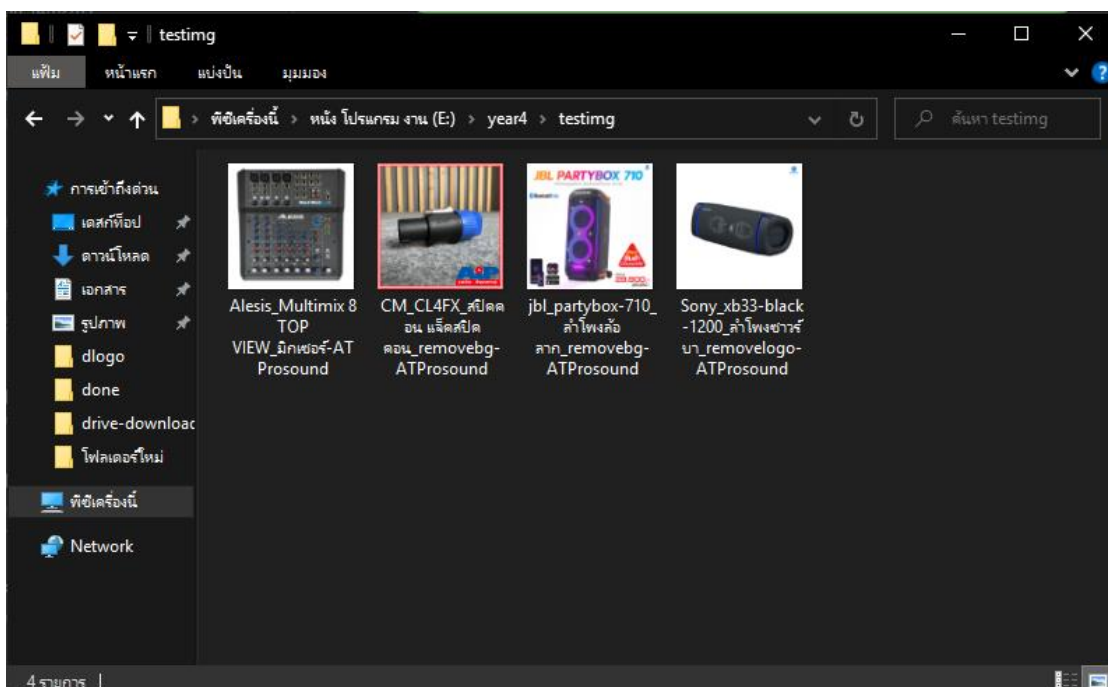 testimg
แฟ้ม หน้าแรก แบ่งปัน มุมมอง
พีซีเครื่องนี้ › หนัง โปรแกรม งาน (E:) › year4 › testimg
ค้นหา testimg
การเข้าถึงด่วน
เดสก์ท็อป
ดาวน์โหลด
เอกสาร
รูปภาพ
dlogo
done
drive-downloac
โฟลเดอร์ใหม่
พีซีเครื่องนี้
Network
JBL PARTYBOX 710
Alesis_Multimix 8
TOP
VIEW_มิกเซอร์-AT
Prosound
CM_CL4FX_สปีคค
อน แจ็คสปีค
คอน_removebg-
ATProsound
jbl_partybox-710_
ลำโพงล้อ
ลาก_removebg-
ATProsound
Sony_xb33-black
-1200_ลำโพงซาวร์
บา_removelogo-
ATProsound
4 รายการ